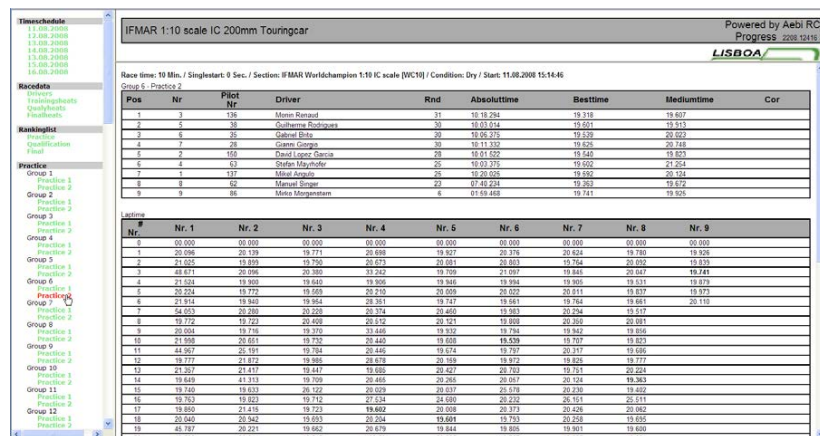 Timeschedule
11.08.2008
12.08.2008
13.08.2008
14.08.2008
15.08.2008
15.08.2008
16.08.2008
Racedata
Drivers
Trainingsheats
Qualyheats
Finalheats
Rankinglist
Practice
Qualification
Final
Practice
Group 1
Practice 1
Practice 2
Group 2
Practice 1
Practice 2
Group 3
Practice 1
Practice 2
Group 4
Practice 1
Practice 2
Group 5
Practice 1
Practice 2
Group 6
Practice 1
Practice 2
Group 7
Practice 1
Practice 2
Group 8
Practice 1
Practice 2
Group 9
Practice 1
Practice 2
Group 10
Practice 1
Practice 2
Group 11
Practice 1
Practice 2
Group 12
Practice 1
Practice 2
IFMAR 1:10 scale IC 200mm Touringcar
Powered by Aebi RC
Progress 2208.12416
LISBOA
Race time: 10 Min. / Singlestart: 0 Sec. / Section: IFMAR Worldchampion 1:10 IC scale [WC10] / Condition: Dry / Start: 11.08.2008 15:14:46
Group 6 - Practice 2
Pos Nr Pilot Nr Driver Rnd Absoluttime Besttime Mediumtime Cor
1 3 136 Morin Renaud 31 10:18.294 19.318 19.607
2 5 38 Guilherme Rodrigues 30 10:03.014 19.601 19.913
3 6 35 Gabriel Brito 30 10:06.375 19.539 20.023
4 7 28 Gianni Giorgio 30 10:11.332 19.625 20.748
5 2 150 David Lopez Garcia 28 10:01.522 19.540 19.823
6 4 63 Stefan Mayrhofer 25 10:03.375 19.602 21.254
7 1 137 Mikel Angulo 25 10:20.025 19.592 20.124
8 8 62 Manuel Singer 23 07:40.234 19.363 19.672
9 9 86 Mirko Morgenstern 6 01:59.468 19.741 19.925
Laptime
# Nr. Nr. 1 Nr. 2 Nr. 3 Nr. 4 Nr. 5 Nr. 6 Nr. 7 Nr. 8 Nr. 9
0 00.000 00.000 00.000 00.000 00.000 00.000 00.000 00.000 00.000
1 20.096 20.139 19.771 20.698 19.927 20.376 20.624 19.780 19.926
2 21.025 19.899 19.790 20.673 20.081 20.803 19.764 20.092 19.839
3 48.671 20.096 20.380 33.242 19.709 21.097 19.845 20.047 19.741
4 21.524 19.900 19.640 19.906 19.946 19.994 19.905 19.531 19.879
5 20.224 19.772 19.569 20.210 20.009 20.022 20.011 19.837 19.973
6 21.914 19.940 19.954 28.351 19.747 19.561 19.764 19.661 20.110
7 54.053 20.280 20.228 20.374 20.460 19.983 20.294 19.517
8 19.772 19.723 20.408 20.512 20.121 19.808 20.350 20.081
9 20.004 19.716 19.370 33.446 19.932 19.794 19.942 19.856
10 21.998 20.651 19.732 20.440 19.608 19.539 19.707 19.823
11 44.967 25.191 19.784 20.446 19.674 19.797 20.317 19.686
12 19.777 21.872 19.985 28.678 20.159 19.972 19.826 19.777
13 21.357 21.417 19.447 19.685 20.427 20.783 19.751 20.224
14 19.649 41.313 19.709 20.465 20.265 20.057 20.124 19.363
15 19.740 19.633 26.122 20.029 20.037 25.578 20.230 19.402
16 19.763 19.823 19.712 27.534 24.680 20.232 26.151 25.511
17 19.850 21.415 19.723 19.602 20.008 20.373 20.426 20.062
18 20.040 20.942 19.693 20.204 19.601 19.793 20.258 19.695
19 45.787 20.221 19.662 20.679 19.844 19.805 19.901 19.600